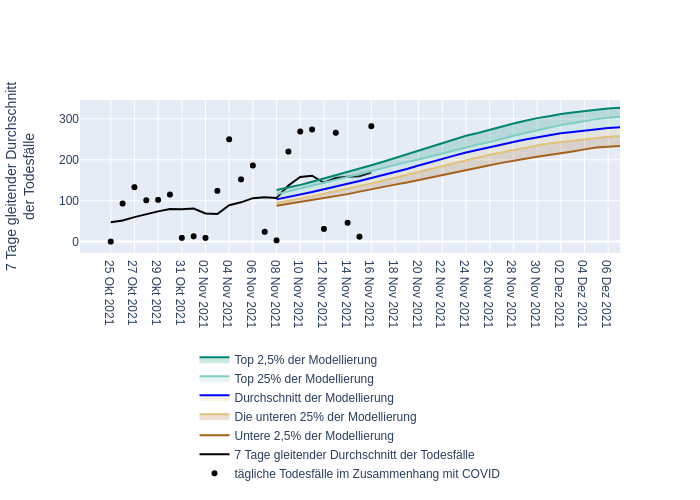 7 Tage gleitender Durchschnitt
der Todesfälle
300
200
100
0
25 Okt 2021
27 Okt 2021
29 Okt 2021
31 Okt 2021
02 Nov 2021
04 Nov 2021
06 Nov 2021
08 Nov 2021
10 Nov 2021
12 Nov 2021
14 Nov 2021
16 Nov 2021
18 Nov 2021
20 Nov 2021
22 Nov 2021
24 Nov 2021
26 Nov 2021
28 Nov 2021
30 Nov 2021
02 Dez 2021
04 Dez 2021
06 Dez 2021
Top 2,5% der Modellierung
Top 25% der Modellierung
Durchschnitt der Modellierung
Die unteren 25% der Modellierung
Untere 2,5% der Modellierung
7 Tage gleitender Durchschnitt der Todesfälle
tägliche Todesfälle im Zusammenhang mit COVID